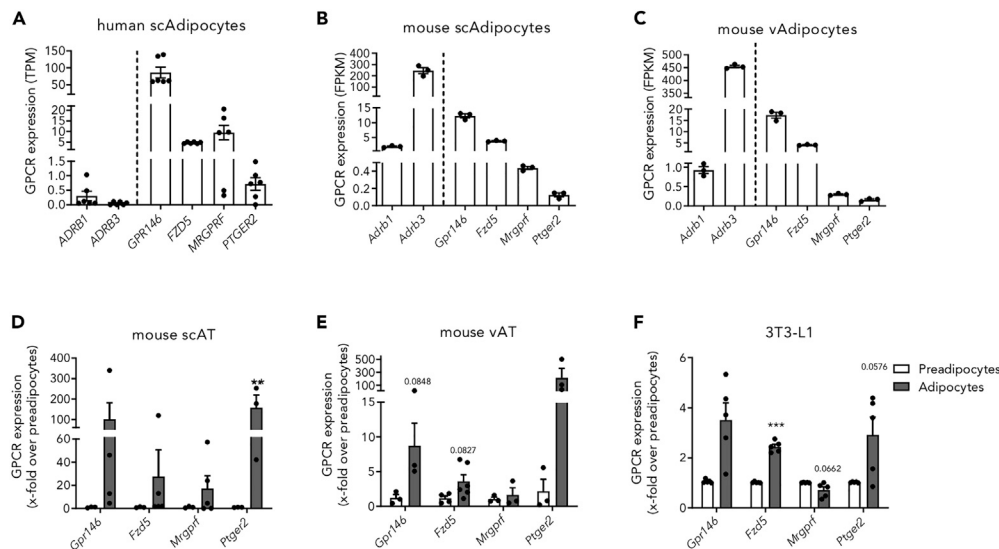 A
human scAdipocytes
GPCR expression (TPM)
150
100
50
20
15
10
5
1.5
1.0
0.5
0.0
ADRB1
ADRB3
GPR146
FZD5
MRGPRF
PTGER2
B
mouse scAdipocytes
GPCR expression (FPKM)
300
200
100
15
10
5
0.4
0.2
0.0
Adrb1
Adrb3
Gpr146
Fzd5
Mrgprf
Ptger2
C
mouse vAdipocytes
GPCR expression (FPKM)
500
450
400
350
300
25
20
15
10
5
1.0
0.5
0.0
Adrb1
Adrb3
Gpr146
Fzd5
Mrgprf
Ptger2
D
mouse scAT
GPCR expression
(x-fold over preadipocytes)
400
300
200
100
60
40
20
0
**
Gpr146
Fzd5
Mrgprf
Ptger2
E
mouse vAT
GPCR expression
(x-fold over preadipocytes)
500
300
100
15
10
5
0
0.0848
0.0827
Gpr146
Fzd5
Mrgprf
Ptger2
F
3T3-L1
GPCR expression
(x-fold over preadipocytes)
6
4
2
0
***
0.0662
0.0576
Gpr146
Fzd5
Mrgprf
Ptger2
Preadipocytes
Adipocytes